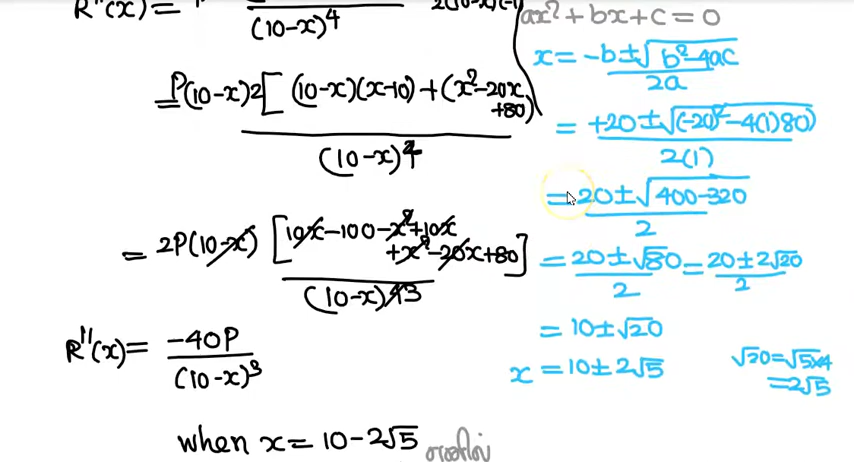 R''(x) =
(10-x)⁴
ax² + bx + c = 0
= P(10-x)2[ (10-x)(x-10) + (x²-20x
+80)
(10-x)⁴
= 2P(10-x) [10x-100-x²+10x
+x²-20x+80]
(10-x)43
R''(x) = -40P
(10-x)³
when x = 10-2√5
x = -b±√b²-4ac
2a
= +20±√(-20)²-4(1)80)
2(1)
= 20±√400-320
2
= 20±√80 = 20±2√20
2 2
= 10±√20
x = 10±2√5
√20 = √5×4
= 2√5